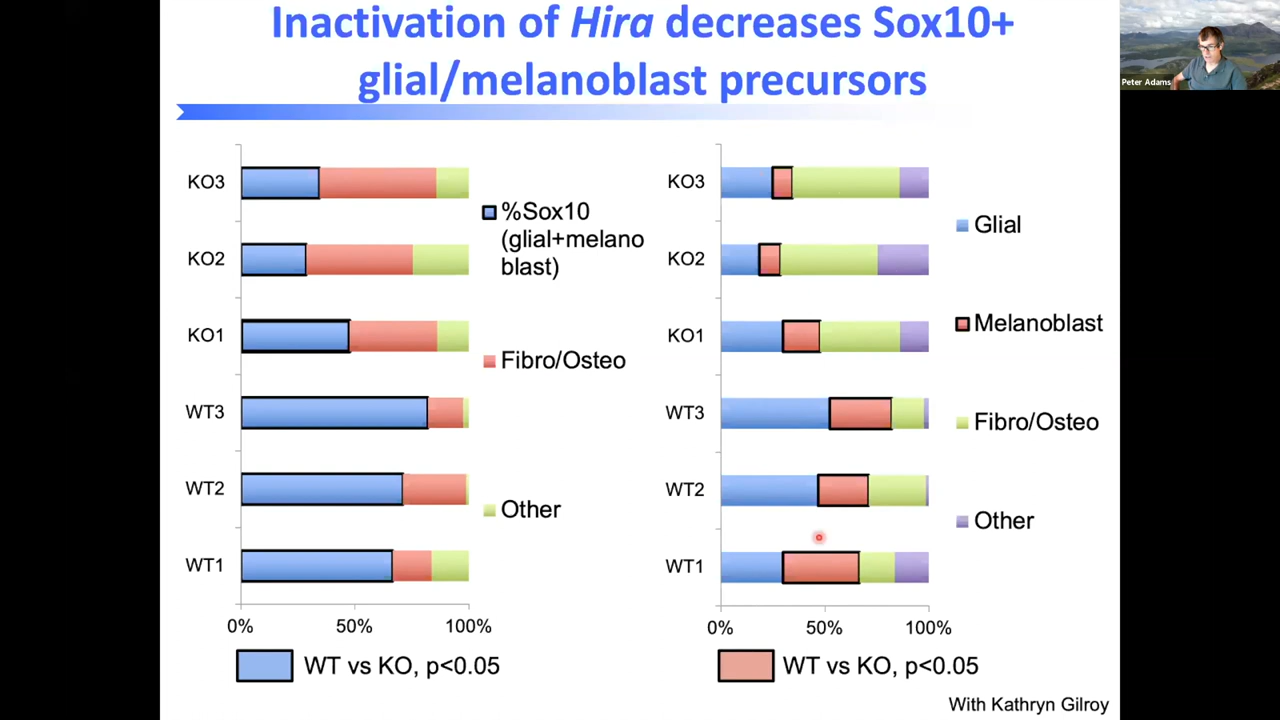 Inactivation of Hira decreases Sox10+
glial/melanoblast precursors
Peter Adams
KO3
KO2
KO1
WT3
WT2
WT1
0%
50%
100%
%Sox10
(glial+melano
blast)
Fibro/Osteo
Other
WT vs KO, p<0.05
KO3
KO2
KO1
WT3
WT2
WT1
0%
50%
100%
Glial
Melanoblast
Fibro/Osteo
Other
WT vs KO, p<0.05
With Kathryn Gilroy